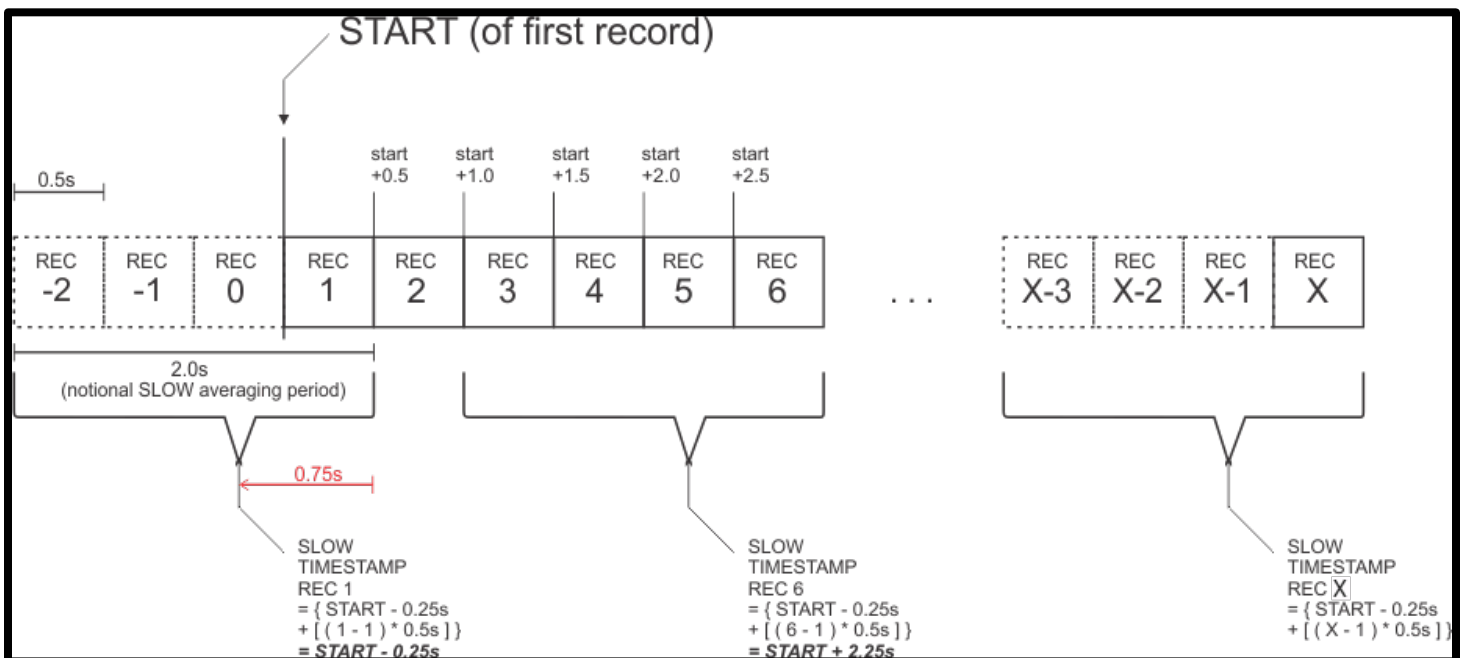 START (of first record)
start start start start start
+0.5 +1.0 +1.5 +2.0 +2.5
0.5s
REC REC REC REC REC REC REC REC REC REC REC REC REC
-2 -1 0 1 2 3 4 5 6 . . . X-3 X-2 X-1 X
2.0s
(notional SLOW averaging period)
0.75s
SLOW
TIMESTAMP
REC 1
= { START - 0.25s
+ [ ( 1 - 1 ) * 0.5s ] }
= START - 0.25s
SLOW
TIMESTAMP
REC 6
= { START - 0.25s
+ [ ( 6 - 1 ) * 0.5s ] }
= START + 2.25s
SLOW
TIMESTAMP
REC X
= { START - 0.25s
+ [ ( X - 1 ) * 0.5s ] }